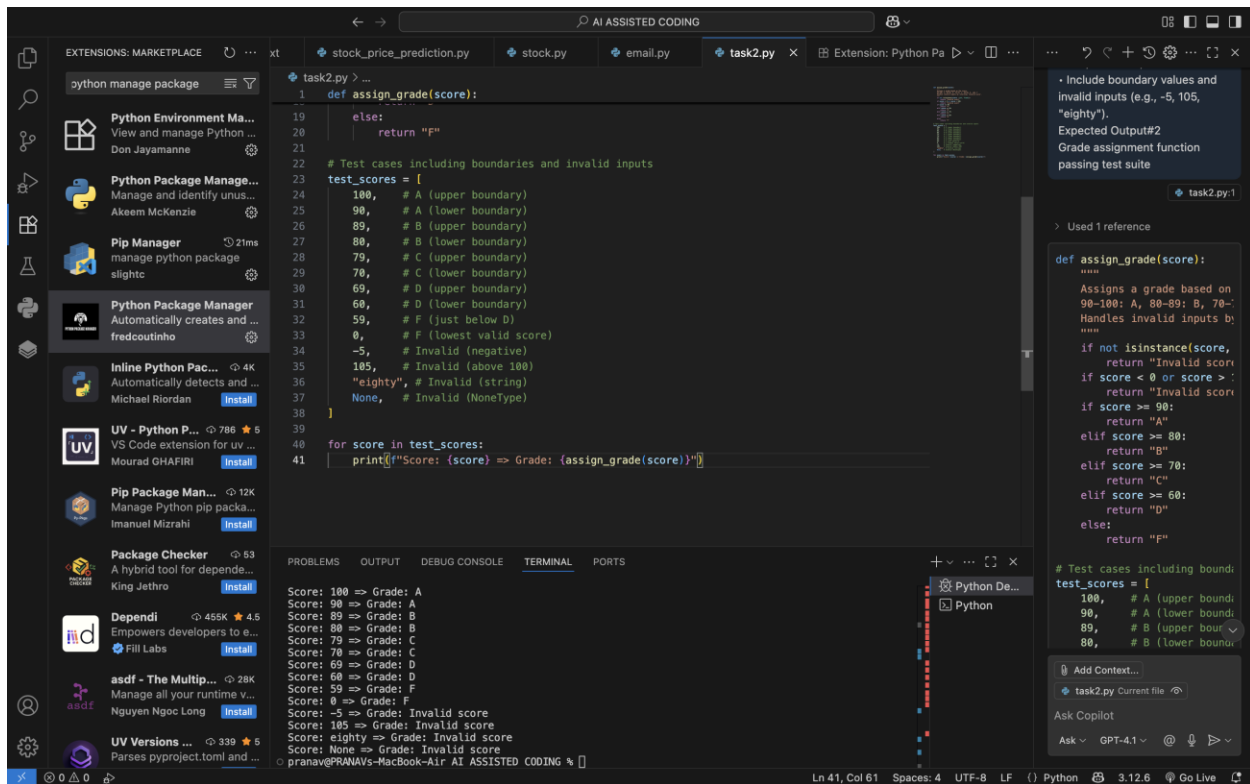 AI ASSISTED CODING
EXTENSIONS: MARKETPLACE
python manage package
Python Environment Ma...
View and manage Python ...
Don Jayamanne
Python Package Manage...
Manage and identify unus...
Akeem McKenzie
Pip Manager 21ms
manage python package
slightc
Python Package Manager
Automatically creates and ...
fredcoutinho
Inline Python Pac... 4K
Automatically detects and ...
Michael Riordan Install
UV - Python P... 786 ★ 5
VS Code extension for uv ...
Mourad GHAFIRI Install
Pip Package Man... 12K
Manage Python pip packa...
Imanuel Mizrahi Install
Package Checker 53
A hybrid tool for depende...
King Jethro Install
Dependi 455K ★ 4.5
Empowers developers to e...
Fill Labs Install
asdf - The Multip... 28K
Manage all your runtime v...
Nguyen Ngoc Long Install
UV Versions ... 339 ★ 5
Parses pyproject.toml and ...
xt stock_price_prediction.py stock.py email.py task2.py × Extension: Python Pa
task2.py > ...
1 def assign_grade(score):
19 else:
20 return "F"
21
22 # Test cases including boundaries and invalid inputs
23 test_scores = [
24 100, # A (upper boundary)
25 90, # A (lower boundary)
26 89, # B (upper boundary)
27 80, # B (lower boundary)
28 79, # C (upper boundary)
29 70, # C (lower boundary)
30 69, # D (upper boundary)
31 60, # D (lower boundary)
32 59, # F (just below D)
33 0, # F (lowest valid score)
34 -5, # Invalid (negative)
35 105, # Invalid (above 100)
36 "eighty", # Invalid (string)
37 None, # Invalid (NoneType)
38 ]
39
40 for score in test_scores:
41 print(f"Score: {score} => Grade: {assign_grade(score)}")
PROBLEMS OUTPUT DEBUG CONSOLE TERMINAL PORTS
Score: 100 => Grade: A
Score: 90 => Grade: A
Score: 89 => Grade: B
Score: 80 => Grade: B
Score: 79 => Grade: C
Score: 70 => Grade: C
Score: 69 => Grade: D
Score: 60 => Grade: D
Score: 59 => Grade: F
Score: 0 => Grade: F
Score: -5 => Grade: Invalid score
Score: 105 => Grade: Invalid score
Score: eighty => Grade: Invalid score
Score: None => Grade: Invalid score
pranav@PRANAVs-MacBook-Air AI ASSISTED CODING %
Python De...
Python
• Include boundary values and
invalid inputs (e.g., -5, 105,
"eighty").
Expected Output#2
Grade assignment function
passing test suite
task2.py:1
> Used 1 reference
def assign_grade(score):
"""
Assigns a grade based on
90-100: A, 80-89: B, 70-
Handles invalid inputs by
"""
if not isinstance(score,
return "Invalid score
if score < 0 or score >
return "Invalid score
if score >= 90:
return "A"
elif score >= 80:
return "B"
elif score >= 70:
return "C"
elif score >= 60:
return "D"
else:
return "F"
# Test cases including bounda
test_scores = [
100, # A (upper bounda
90, # A (lower bounda
89, # B (upper bour
80, # B (lower bounda
Add Context...
task2.py Current file
Ask Copilot
Ask GPT-4.1 @
0 0 Ln 41, Col 61 Spaces: 4 UTF-8 LF {} Python 3.12.6 Go Live